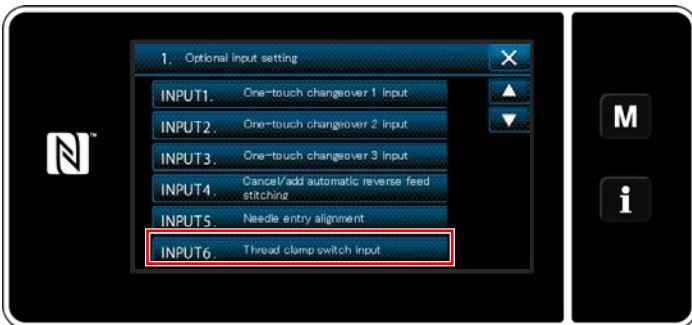 1. Optional input setting
INPUT1. One-touch changeover 1 input
INPUT2. One-touch changeover 2 input
INPUT3. One-touch changeover 3 input
INPUT4. Cancel/add automatic reverse feed
stitching
INPUT5. Needle entry alignment
INPUT6. Thread clamp switch input
N
M
i